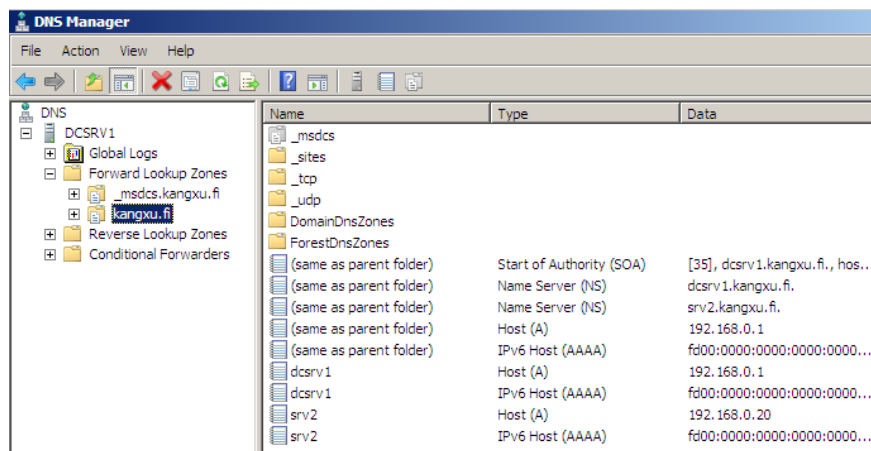 DNS Manager
File Action View Help
DNS
DCSRV1
Global Logs
Forward Lookup Zones
_msdcs.kangxu.fi
kangxu.fi
Reverse Lookup Zones
Conditional Forwarders
Name Type Data
_msdcs
_sites
_tcp
_udp
DomainDnsZones
ForestDnsZones
(same as parent folder) Start of Authority (SOA) [35], dcsrv1.kangxu.fi., hos...
(same as parent folder) Name Server (NS) dcsrv1.kangxu.fi.
(same as parent folder) Name Server (NS) srv2.kangxu.fi.
(same as parent folder) Host (A) 192.168.0.1
(same as parent folder) IPv6 Host (AAAA) fd00:0000:0000:0000:0000...
dcsrv1 Host (A) 192.168.0.1
dcsrv1 IPv6 Host (AAAA) fd00:0000:0000:0000:0000...
srv2 Host (A) 192.168.0.20
srv2 IPv6 Host (AAAA) fd00:0000:0000:0000:0000...